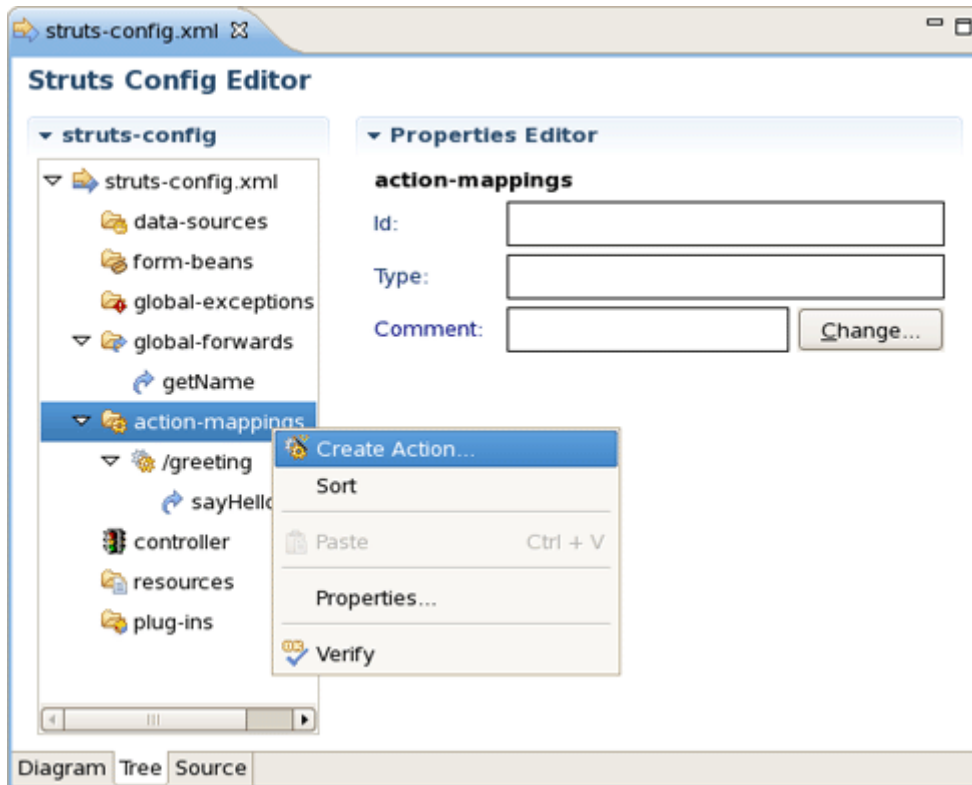 struts-config.xml
Struts Config Editor
struts-config
struts-config.xml
data-sources
form-beans
global-exceptions
global-forwards
getName
action-mappings
/greeting
sayHello
controller
resources
plug-ins
Properties Editor
action-mappings
Id:
Type:
Comment:
Change...
Create Action...
Sort
Paste Ctrl + V
Properties...
Verify
Diagram Tree Source